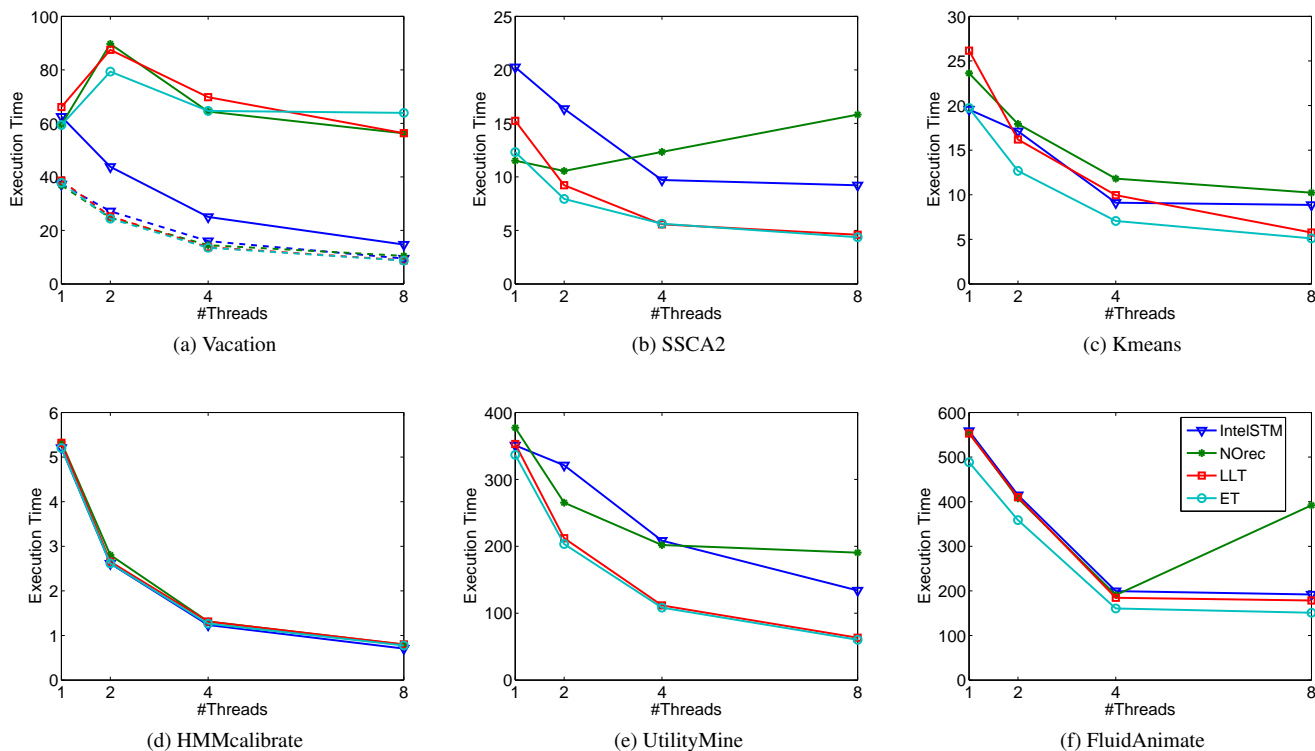 100
80
60
40
20
0
Execution Time
1 2 4 8
#Threads
(a) Vacation
25
20
15
10
5
0
Execution Time
1 2 4 8
#Threads
(b) SSCA2
30
25
20
15
10
5
0
Execution Time
1 2 4 8
#Threads
(c) Kmeans
6
5
4
3
2
1
0
Execution Time
1 2 4 8
#Threads
(d) HMMcalibrate
400
300
200
100
0
Execution Time
1 2 4 8
#Threads
(e) UtilityMine
600
500
400
300
200
100
0
Execution Time
IntelSTM
NOrec
LLT
ET
1 2 4 8
#Threads
(f) FluidAnimate